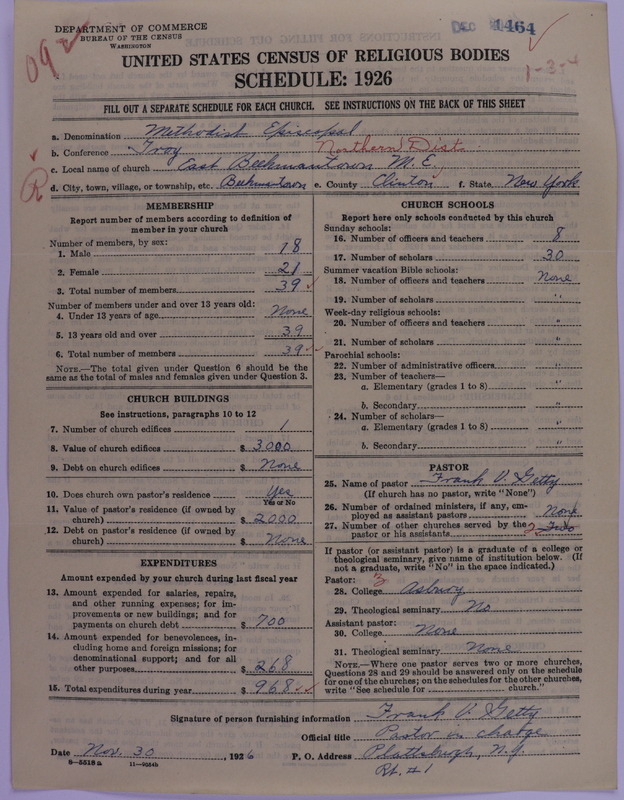 DEPARTMENT OF COMMERCE
BUREAU OF THE CENSUS
WASHINGTON
DEC 1464
09
1-3-4
UNITED STATES CENSUS OF RELIGIOUS BODIES
SCHEDULE: 1926
FILL OUT A SEPARATE SCHEDULE FOR EACH CHURCH. SEE INSTRUCTIONS ON THE BACK OF THIS SHEET
a. Denomination Methodist Episcopal
b. Conference Troy Northern Dist.
c. Local name of church East Beekmantown M. E.
R
d. City, town, village, or township, etc. Beekmantown e. County Clinton f. State New York
MEMBERSHIP
Report number of members according to definition of
member in your church
Number of members, by sex:
1. Male 18
2. Female 21
3. Total number of members 39
Number of members under and over 13 years old:
4. Under 13 years of age None
5. 13 years old and over 39
6. Total number of members 39
NOTE.—The total given under Question 6 should be the
same as the total of males and females given under Question 3.
CHURCH BUILDINGS
See instructions, paragraphs 10 to 12
7. Number of church edifices 1
8. Value of church edifices $ 3000
9. Debt on church edifices $ None
10. Does church own pastor's residence Yes
Yes or No
11. Value of pastor's residence (if owned by
church) $ 2000
12. Debt on pastor's residence (if owned by
church) $ None
EXPENDITURES
Amount expended by your church during last fiscal year
13. Amount expended for salaries, repairs,
and other running expenses; for im-
provements or new buildings; and for
payments on church debt $ 700
14. Amount expended for benevolences, in-
cluding home and foreign missions; for
denominational support; and for all
other purposes $ 268
15. Total expenditures during year $ 968
CHURCH SCHOOLS
Report here only schools conducted by this church
Sunday schools:
16. Number of officers and teachers 8
17. Number of scholars 30
Summer vacation Bible schools:
18. Number of officers and teachers None
19. Number of scholars "
Week-day religious schools:
20. Number of officers and teachers "
21. Number of scholars "
Parochial schools:
22. Number of administrative officers "
23. Number of teachers—
a. Elementary (grades 1 to 8) "
b. Secondary "
24. Number of scholars—
a. Elementary (grades 1 to 8) "
b. Secondary "
PASTOR
25. Name of pastor Frank V. Getty
(If church has no pastor, write "None")
26. Number of ordained ministers, if any, em-
ployed as assistant pastors None
27. Number of other churches served by the
pastor or his assistants 2 Two
If pastor (or assistant pastor) is a graduate of a college or
theological seminary, give name of institution below. (If
not a graduate, write "No" in the space indicated.)
Pastor:
28. College Asbury
29. Theological seminary No
Assistant pastor:
30. College None
31. Theological seminary None
NOTE.—Where one pastor serves two or more churches,
Questions 28 and 29 should be answered only on the schedule
for one of the churches; on the schedules for the other churches,
write "See schedule for church."
Signature of person furnishing information Frank V. Getty
Official title Pastor in charge
Date Nov. 30, 1926 P. O. Address Plattsburgh, N.Y.
Rt. #1
8—5518a 11—9354b